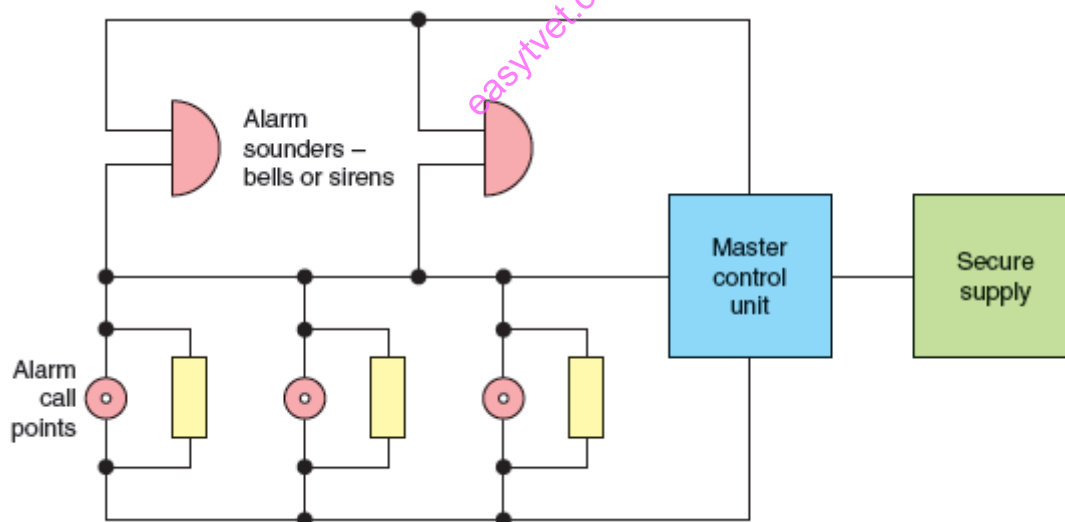 easytvet.c
Alarm
sounders –
bells or sirens
Master
control
unit
Secure
supply
Alarm
call
points